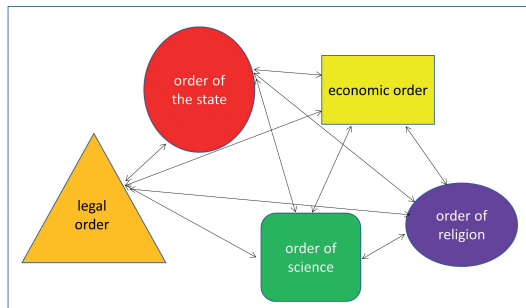 order of
the state
economic order
legal
order
order of
science
order of
religion